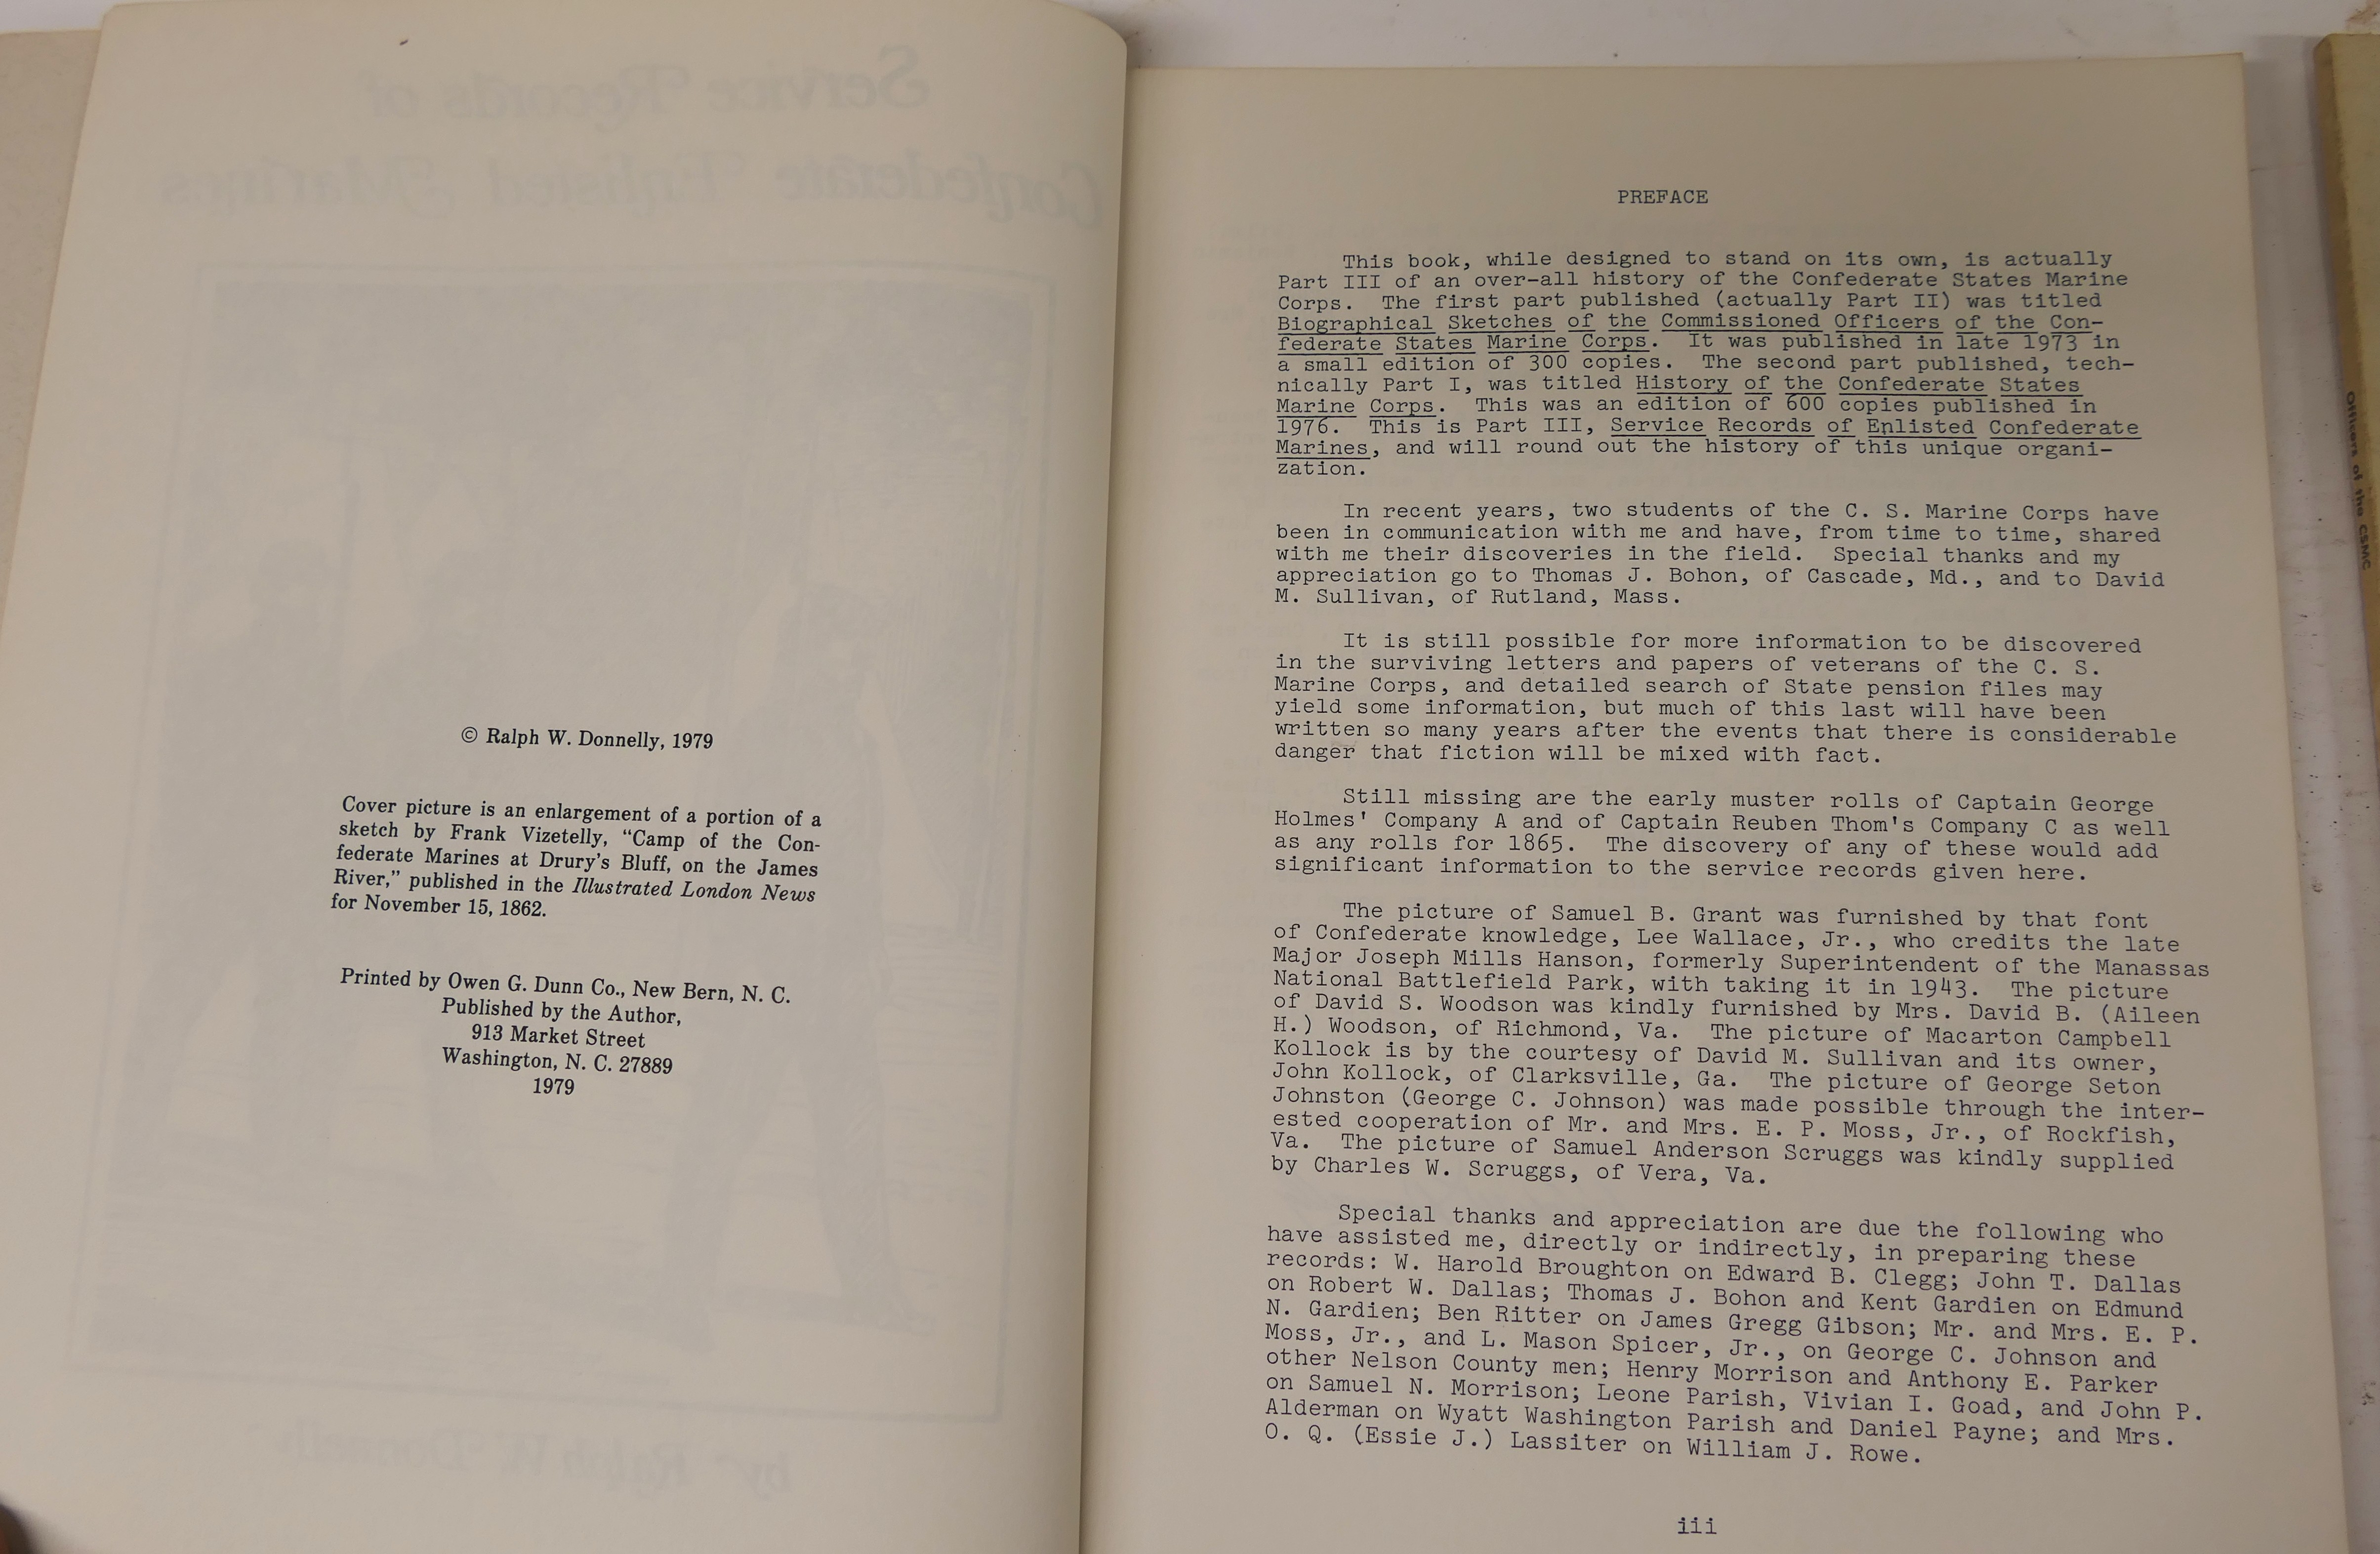 Service Records of
Confederate Enlisted Marines
by Ralph W. Donnelly
© Ralph W. Donnelly, 1979
Cover picture is an enlargement of a portion of a
sketch by Frank Vizetelly, “Camp of the Con-
federate Marines at Drury’s Bluff, on the James
River,” published in the Illustrated London News
for November 15, 1862.
Printed by Owen G. Dunn Co., New Bern, N. C.
Published by the Author,
913 Market Street
Washington, N. C. 27889
1979
PREFACE
This book, while designed to stand on its own, is actually
Part III of an over-all history of the Confederate States Marine
Corps. The first part published (actually Part II) was titled
Biographical Sketches of the Commissioned Officers of the Con-
federate States Marine Corps. It was published in late 1973 in
a small edition of 300 copies. The second part published, tech-
nically Part I, was titled History of the Confederate States
Marine Corps. This was an edition of 600 copies published in
1976. This is Part III, Service Records of Enlisted Confederate
Marines, and will round out the history of this unique organi-
zation.
In recent years, two students of the C. S. Marine Corps have
been in communication with me and have, from time to time, shared
with me their discoveries in the field. Special thanks and my
appreciation go to Thomas J. Bohon, of Cascade, Md., and to David
M. Sullivan, of Rutland, Mass.
It is still possible for more information to be discovered
in the surviving letters and papers of veterans of the C. S.
Marine Corps, and detailed search of State pension files may
yield some information, but much of this last will have been
written so many years after the events that there is considerable
danger that fiction will be mixed with fact.
Still missing are the early muster rolls of Captain George
Holmes' Company A and of Captain Reuben Thom's Company C as well
as any rolls for 1865. The discovery of any of these would add
significant information to the service records given here.
The picture of Samuel B. Grant was furnished by that font
of Confederate knowledge, Lee Wallace, Jr., who credits the late
Major Joseph Mills Hanson, formerly Superintendent of the Manassas
National Battlefield Park, with taking it in 1943. The picture
of David S. Woodson was kindly furnished by Mrs. David B. (Aileen
H.) Woodson, of Richmond, Va. The picture of Macarton Campbell
Kollock is by the courtesy of David M. Sullivan and its owner,
John Kollock, of Clarksville, Ga. The picture of George Seton
Johnston (George C. Johnson) was made possible through the inter-
ested cooperation of Mr. and Mrs. E. P. Moss, Jr., of Rockfish,
Va. The picture of Samuel Anderson Scruggs was kindly supplied
by Charles W. Scruggs, of Vera, Va.
Special thanks and appreciation are due the following who
have assisted me, directly or indirectly, in preparing these
records: W. Harold Broughton on Edward B. Clegg; John T. Dallas
on Robert W. Dallas; Thomas J. Bohon and Kent Gardien on Edmund
N. Gardien; Ben Ritter on James Gregg Gibson; Mr. and Mrs. E. P.
Moss, Jr., and L. Mason Spicer, Jr., on George C. Johnson and
other Nelson County men; Henry Morrison and Anthony E. Parker
on Samuel N. Morrison; Leone Parish, Vivian I. Goad, and John P.
Alderman on Wyatt Washington Parish and Daniel Payne; and Mrs.
O. Q. (Essie J.) Lassiter on William J. Rowe.
iii
Officers of the CSMC